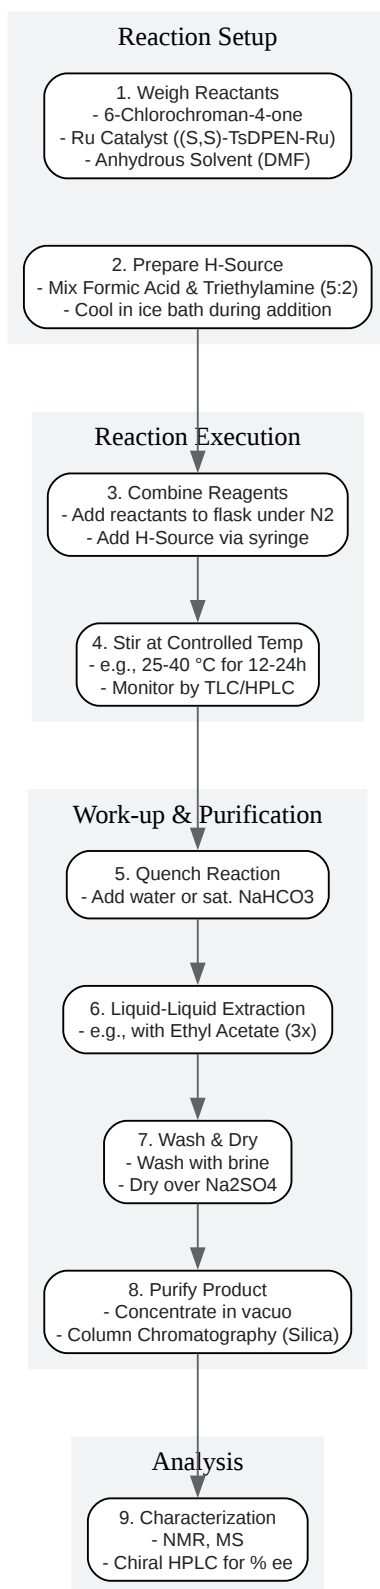 Reaction Setup
1. Weigh Reactants
- 6-Chlorochroman-4-one
- Ru Catalyst ((S,S)-TsDPEN-Ru)
- Anhydrous Solvent (DMF)
2. Prepare H-Source
- Mix Formic Acid & Triethylamine (5:2)
- Cool in ice bath during addition
Reaction Execution
3. Combine Reagents
- Add reactants to flask under N2
- Add H-Source via syringe
4. Stir at Controlled Temp
- e.g., 25-40 °C for 12-24h
- Monitor by TLC/HPLC
Work-up & Purification
5. Quench Reaction
- Add water or sat. NaHCO3
6. Liquid-Liquid Extraction
- e.g., with Ethyl Acetate (3x)
7. Wash & Dry
- Wash with brine
- Dry over Na2SO4
8. Purify Product
- Concentrate in vacuo
- Column Chromatography (Silica)
Analysis
9. Characterization
- NMR, MS
- Chiral HPLC for % ee